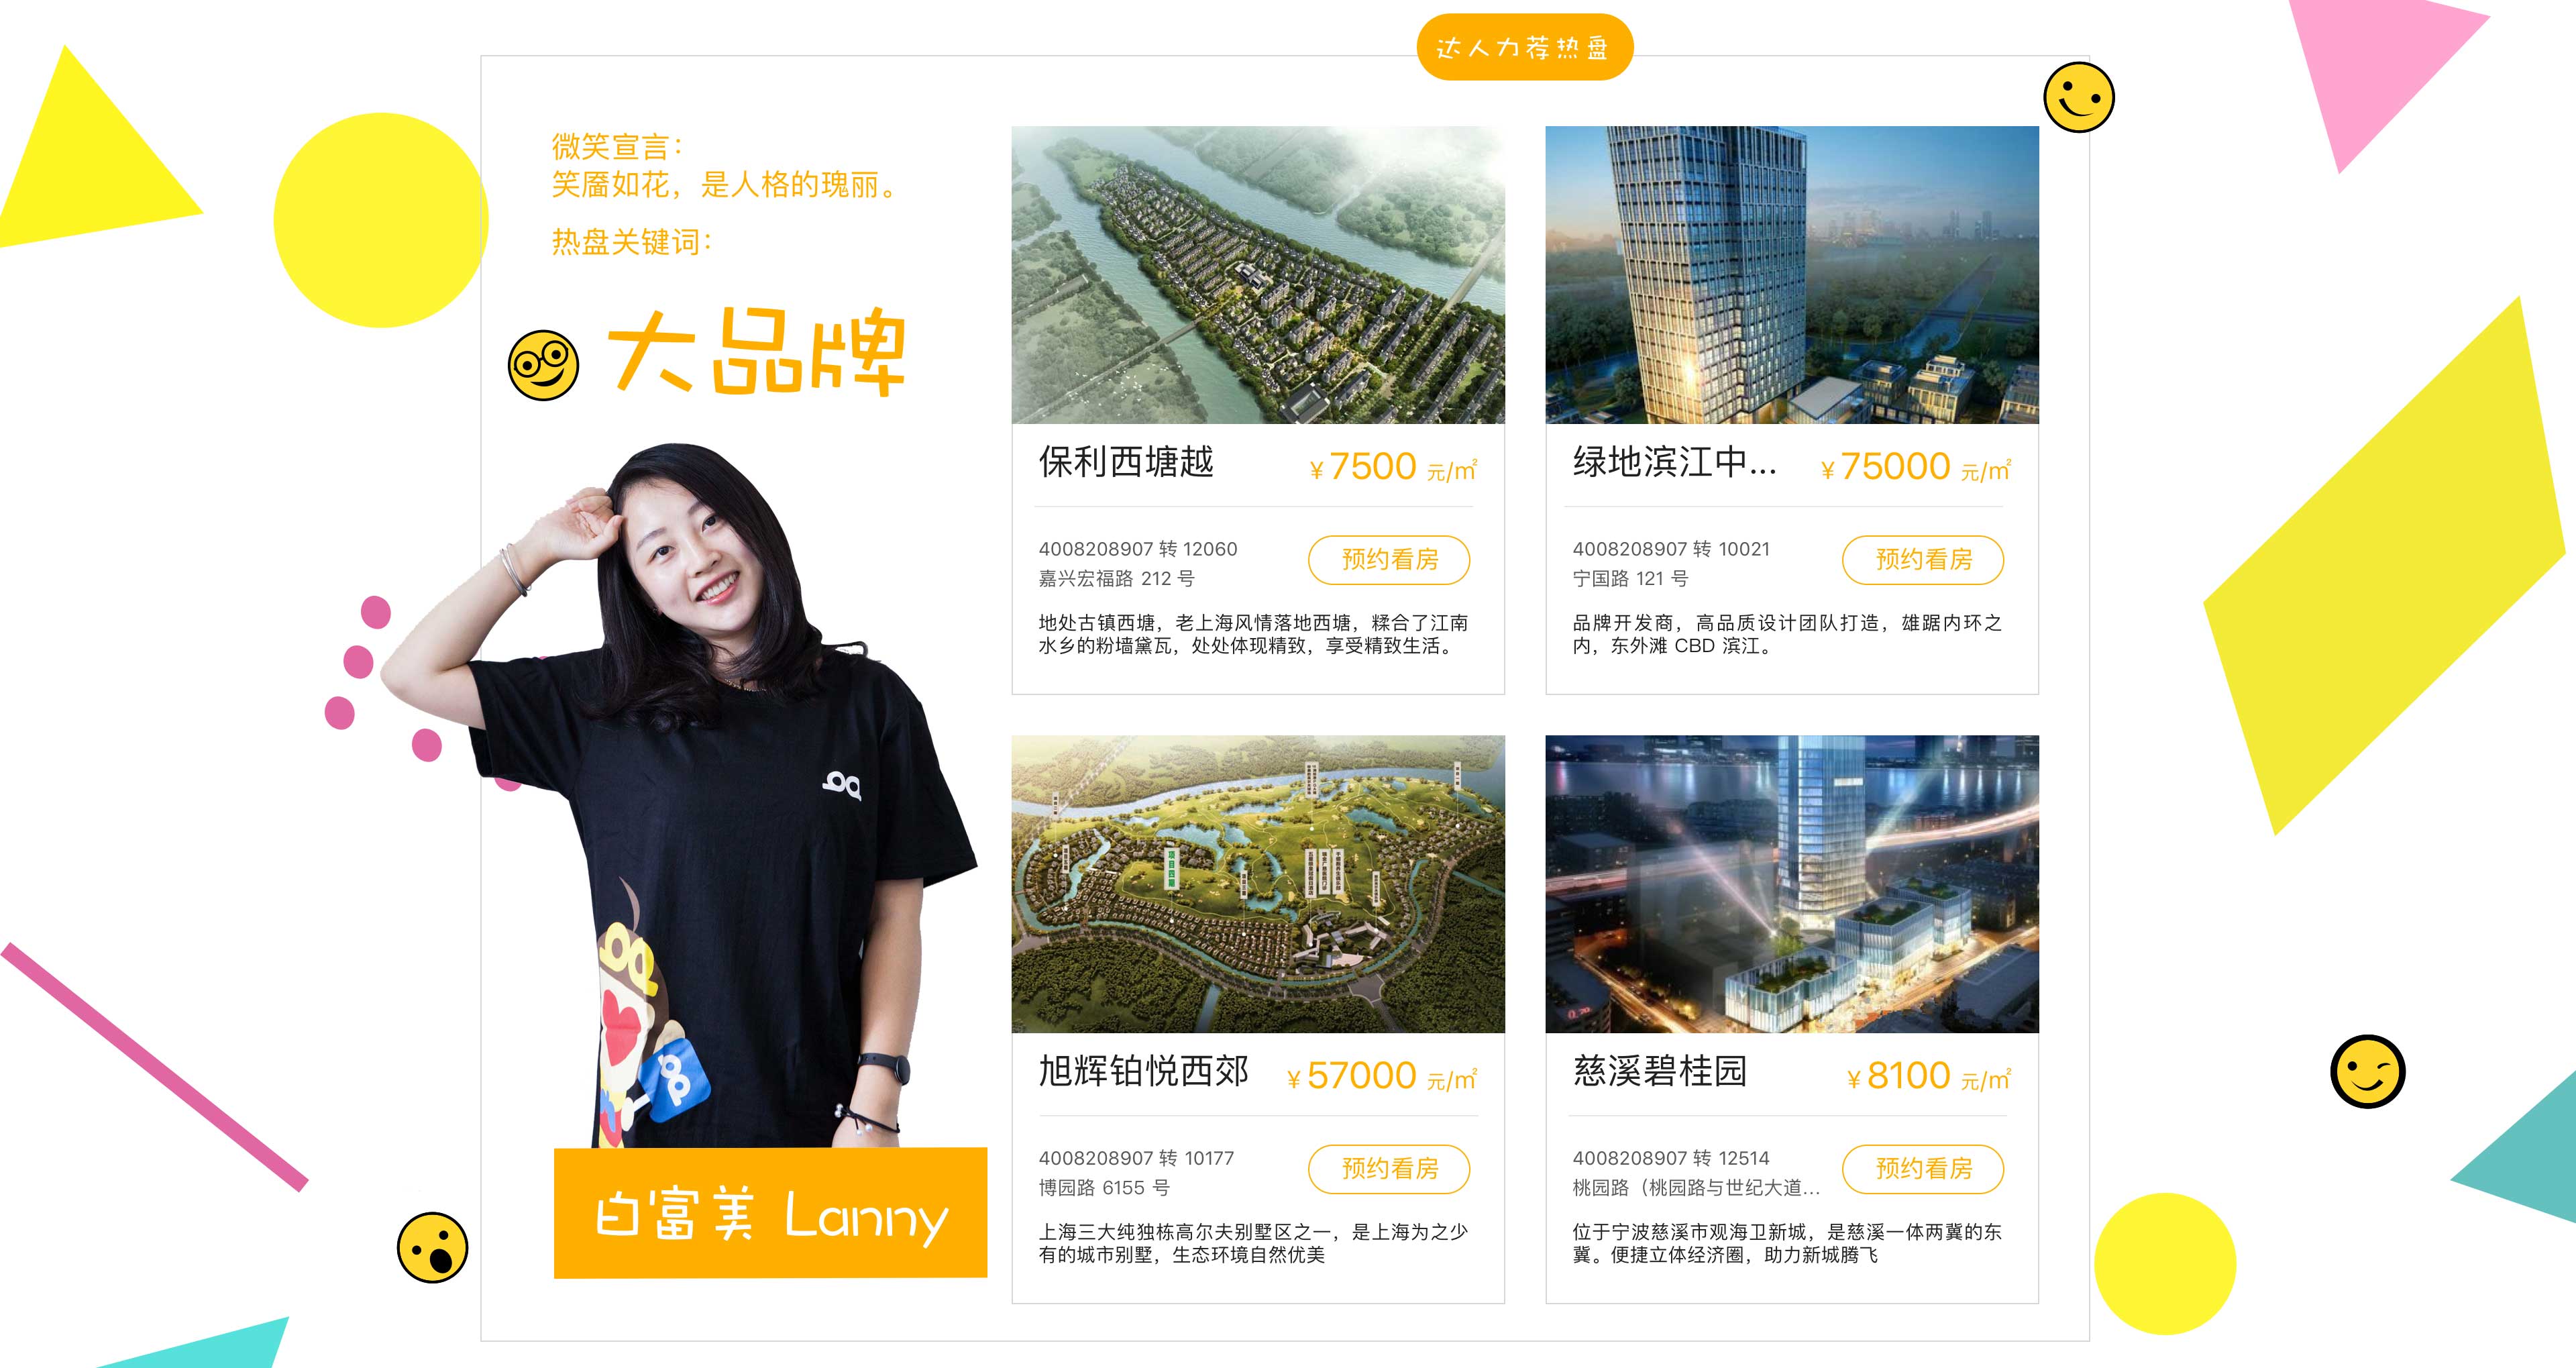 达人力荐热盘
微笑宣言：
笑靥如花，是人格的瑰丽。
热盘关键词：
大品牌
白富美 Lanny
保利西塘越
¥7500 元/㎡
4008208907 转 12060
嘉兴宏福路 212 号
预约看房
地处古镇西塘，老上海风情落地西塘，糅合了江南
水乡的粉墙黛瓦，处处体现精致，享受精致生活。
绿地滨江中...
¥75000 元/㎡
4008208907 转 10021
宁国路 121 号
预约看房
品牌开发商，高品质设计团队打造，雄踞内环之
内，东外滩 CBD 滨江。
项目四期
旭辉铂悦西郊
¥57000 元/㎡
4008208907 转 10177
博园路 6155 号
预约看房
上海三大纯独栋高尔夫别墅区之一，是上海为之少
有的城市别墅，生态环境自然优美
慈溪碧桂园
¥8100 元/㎡
4008208907 转 12514
桃园路（桃园路与世纪大道...
预约看房
位于宁波慈溪市观海卫新城，是慈溪一体两冀的东
冀。便捷立体经济圈，助力新城腾飞